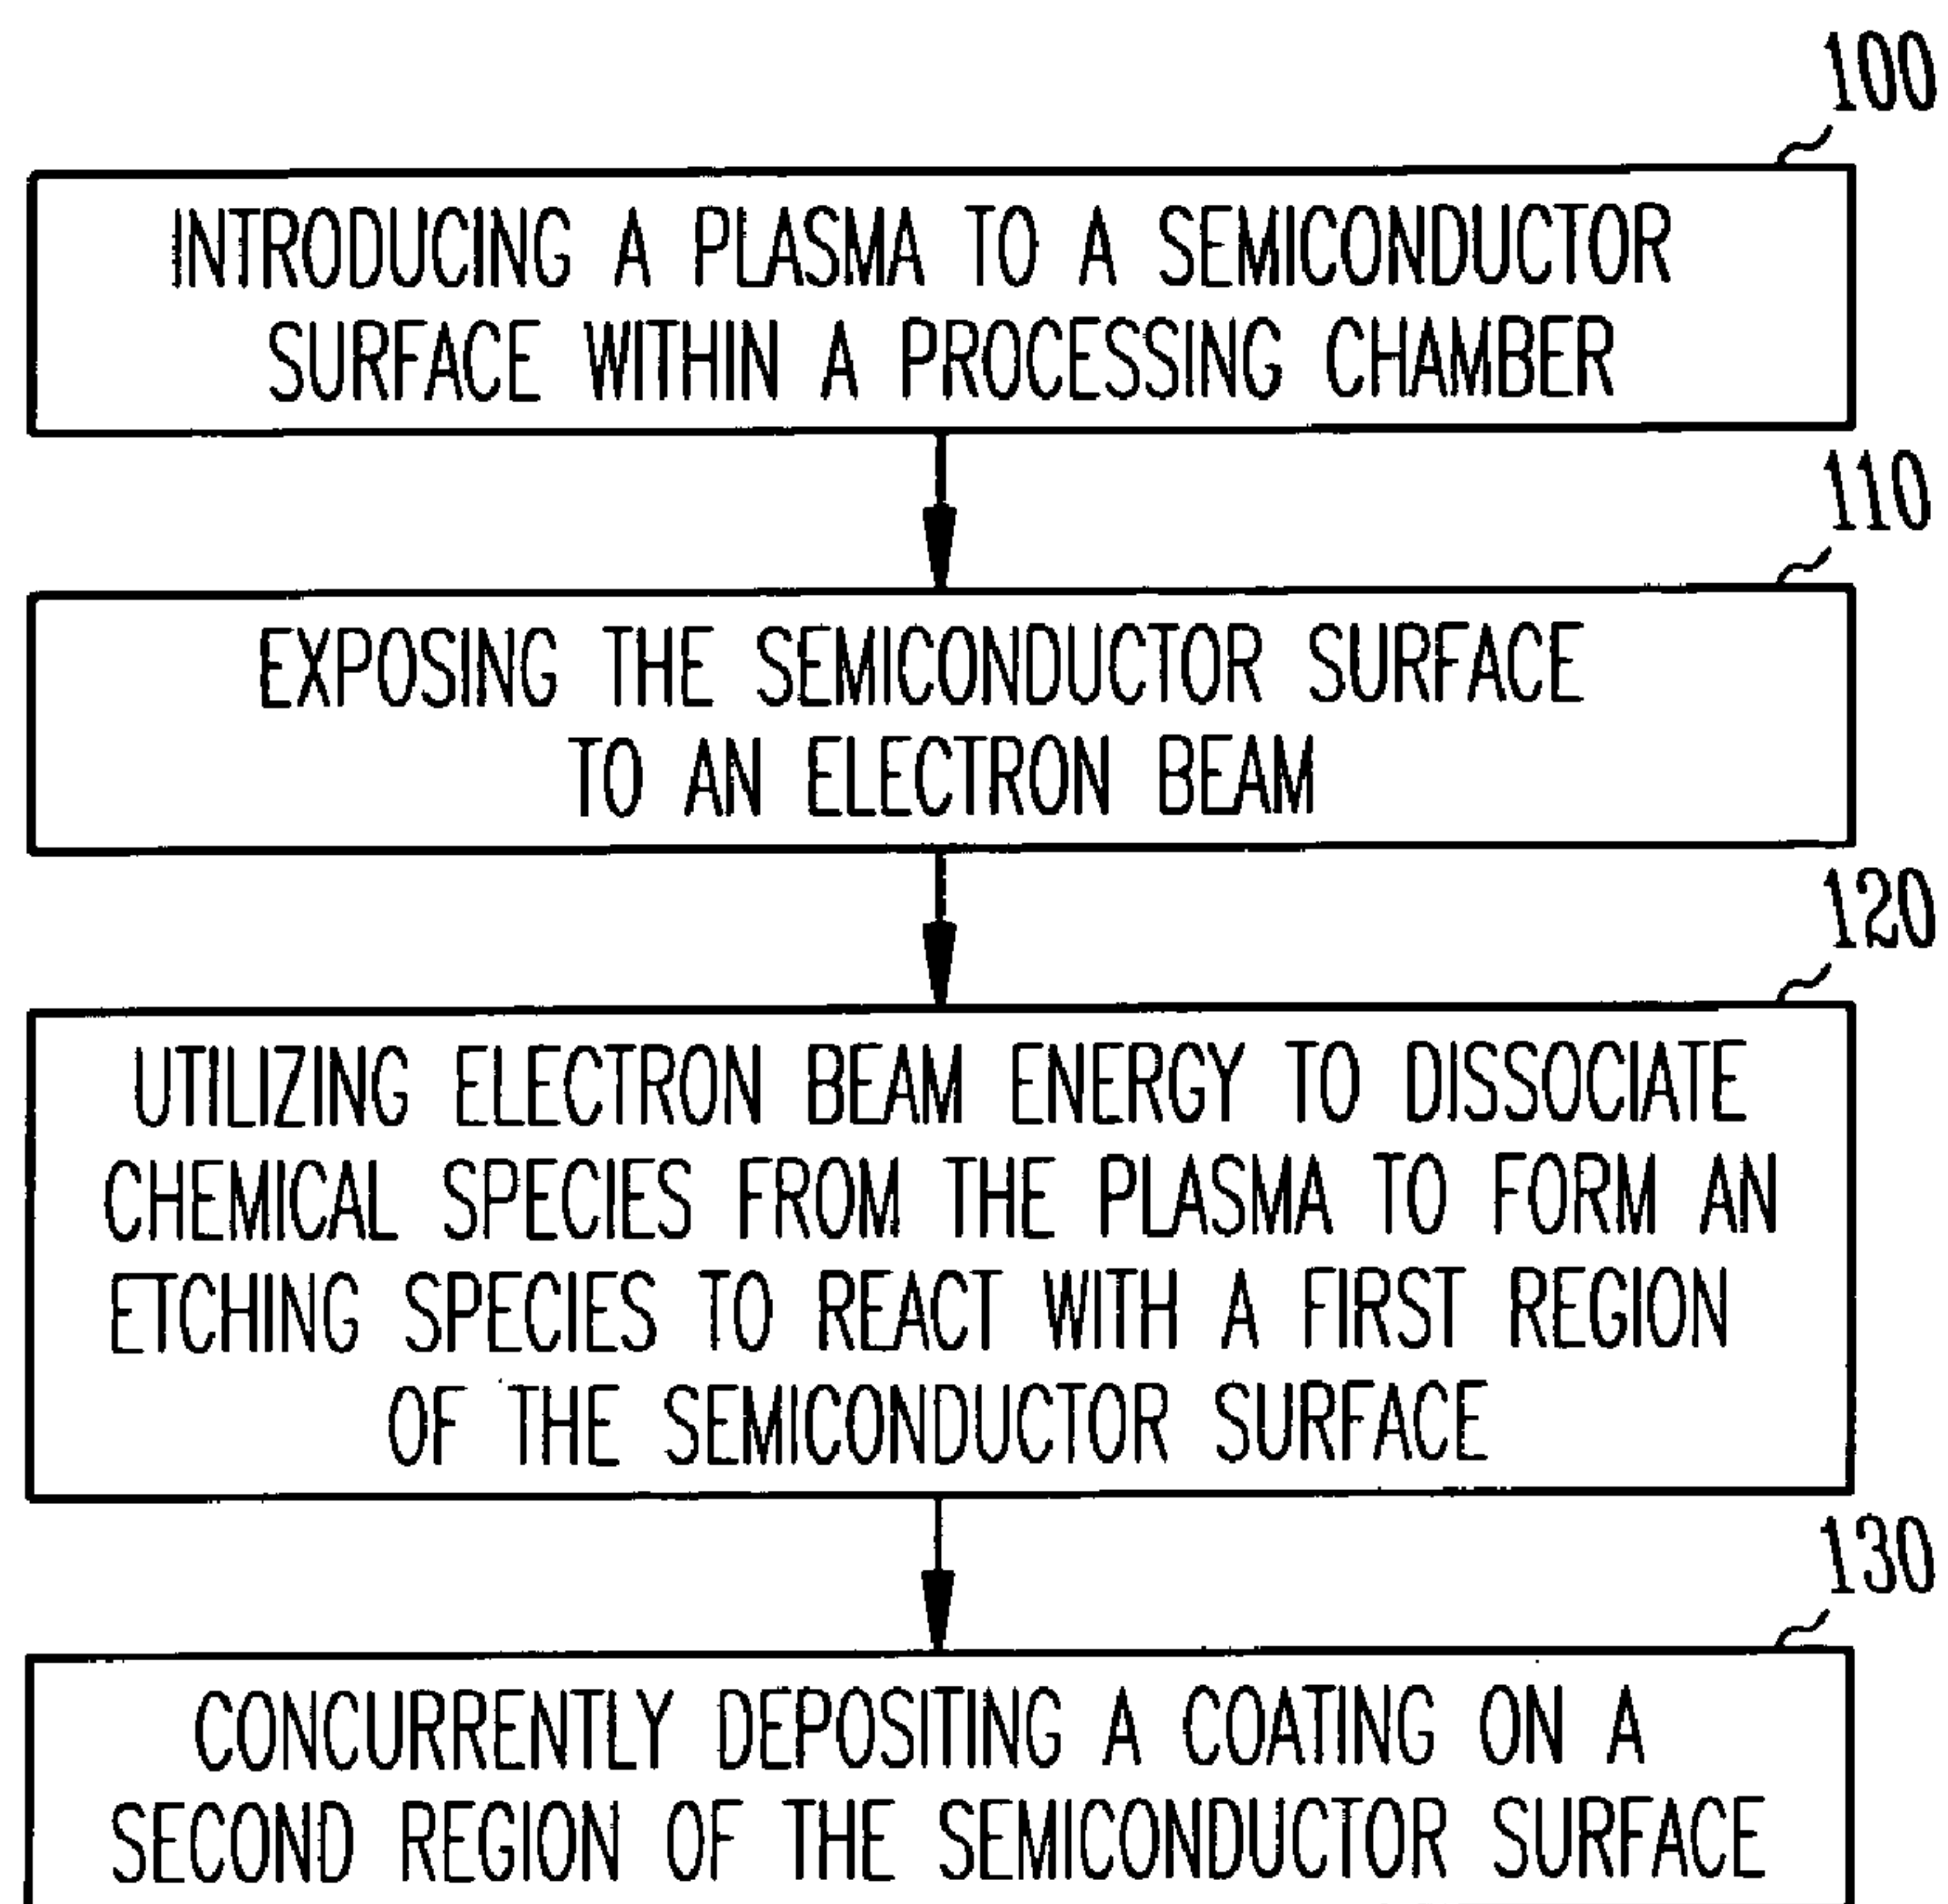 100
INTRODUCING A PLASMA TO A SEMICONDUCTOR
SURFACE WITHIN A PROCESSING CHAMBER
110
EXPOSING THE SEMICONDUCTOR SURFACE
TO AN ELECTRON BEAM
120
UTILIZING ELECTRON BEAM ENERGY TO DISSOCIATE
CHEMICAL SPECIES FROM THE PLASMA TO FORM AN
ETCHING SPECIES TO REACT WITH A FIRST REGION
OF THE SEMICONDUCTOR SURFACE
130
CONCURRENTLY DEPOSITING A COATING ON A
SECOND REGION OF THE SEMICONDUCTOR SURFACE